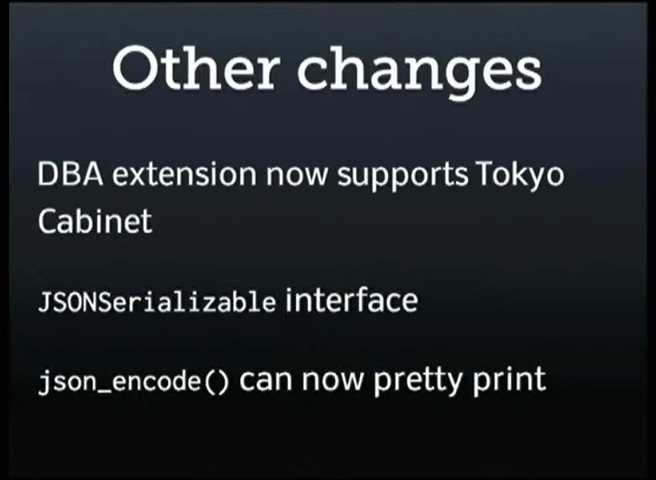 Other changes
DBA extension now supports Tokyo
Cabinet
JSONSerializable interface
json_encode() can now pretty print